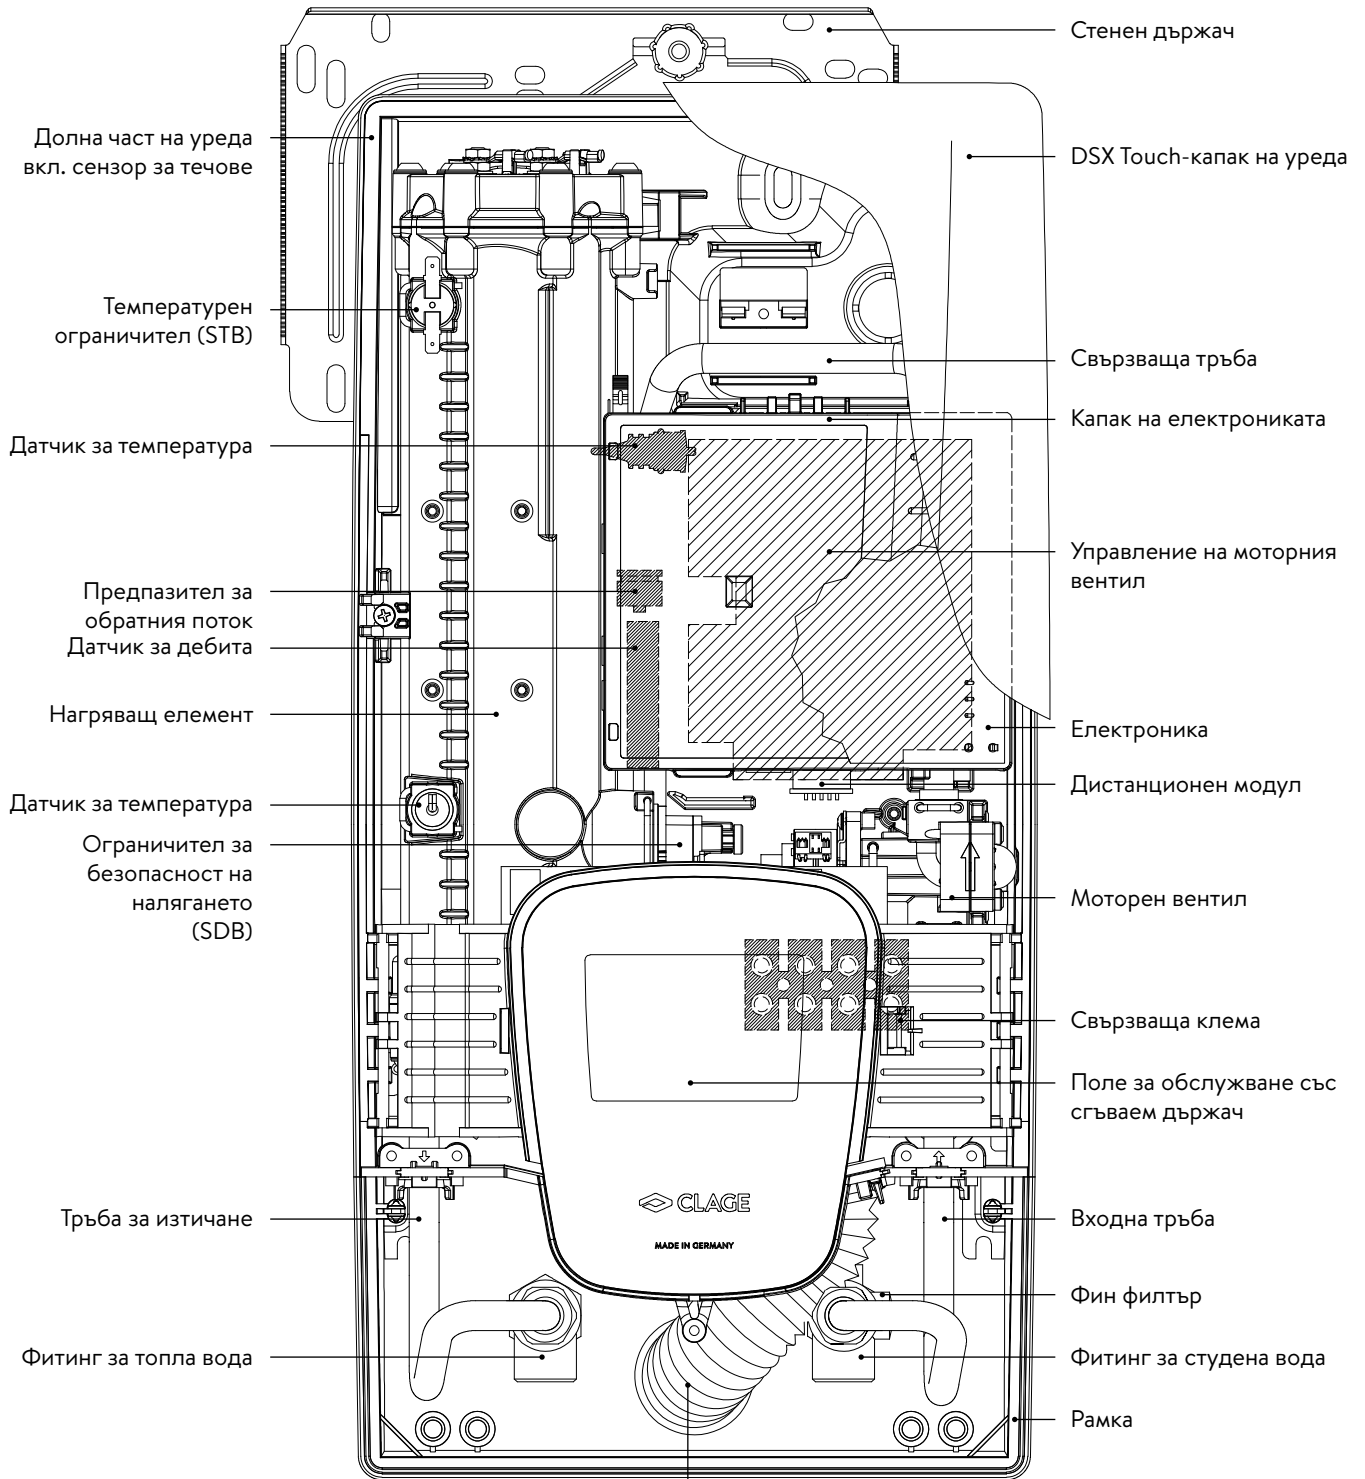 Стенен държач
Долна част на уреда
вкл. сензор за течове
DSX Touch-капак на уреда
Температурен
ограничител (STB)
Свързваща тръба
Капак на електрониката
Датчик за температура
Управление на моторния
вентил
Предпазител за
обратния поток
Датчик за дебита
Нагряващ елемент
Електроника
Дистанционен модул
Датчик за температура
Ограничител за
безопасност на
налягането
(SDB)
Моторен вентил
Свързваща клема
Поле за обслужване със
сгъваем държач
CLAGE
MADE IN GERMANY
Тръба за изтичане
Входна тръба
Фин филтър
Фитинг за топла вода
Фитинг за студена вода
Рамка